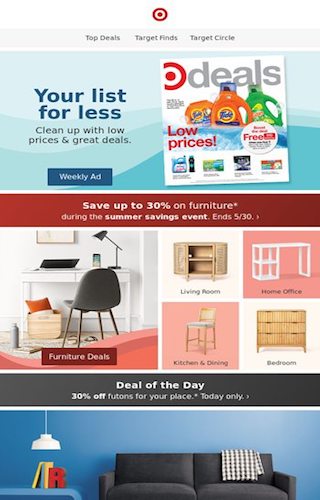 Top Deals Target Finds Target Circle
Your list
for less
Clean up with low
prices & great deals.
Weekly Ad
deals
Low
prices!
Tide
Tide
Free
Save up to 30% on furniture*
during the summer savings event. Ends 5/30. ›
Living Room
Home Office
Furniture Deals
Kitchen & Dining
Bedroom
Deal of the Day
30% off futons for your place.* Today only. ›